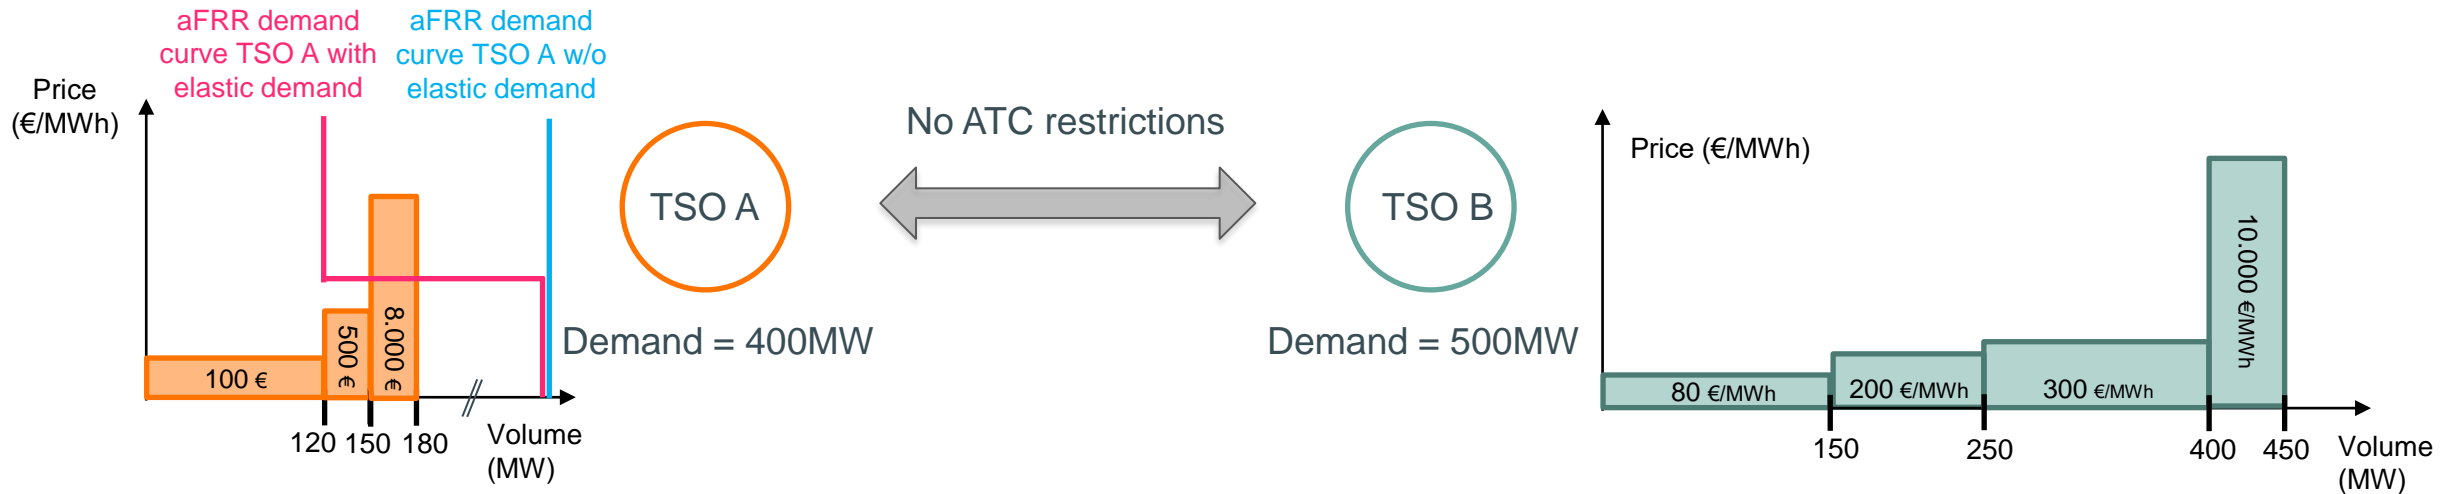 aFRR demand
curve TSO A with
elastic demand
aFRR demand
curve TSO A w/o
elastic demand
Price
(€/MWh)
100 €
500 €
8.000 €
120
150
180
Volume
(MW)
TSO A
Demand = 400MW
No ATC restrictions
TSO B
Demand = 500MW
Price (€/MWh)
80 €/MWh
200 €/MWh
300 €/MWh
10.000 €/MWh
150
250
400
450
Volume
(MW)